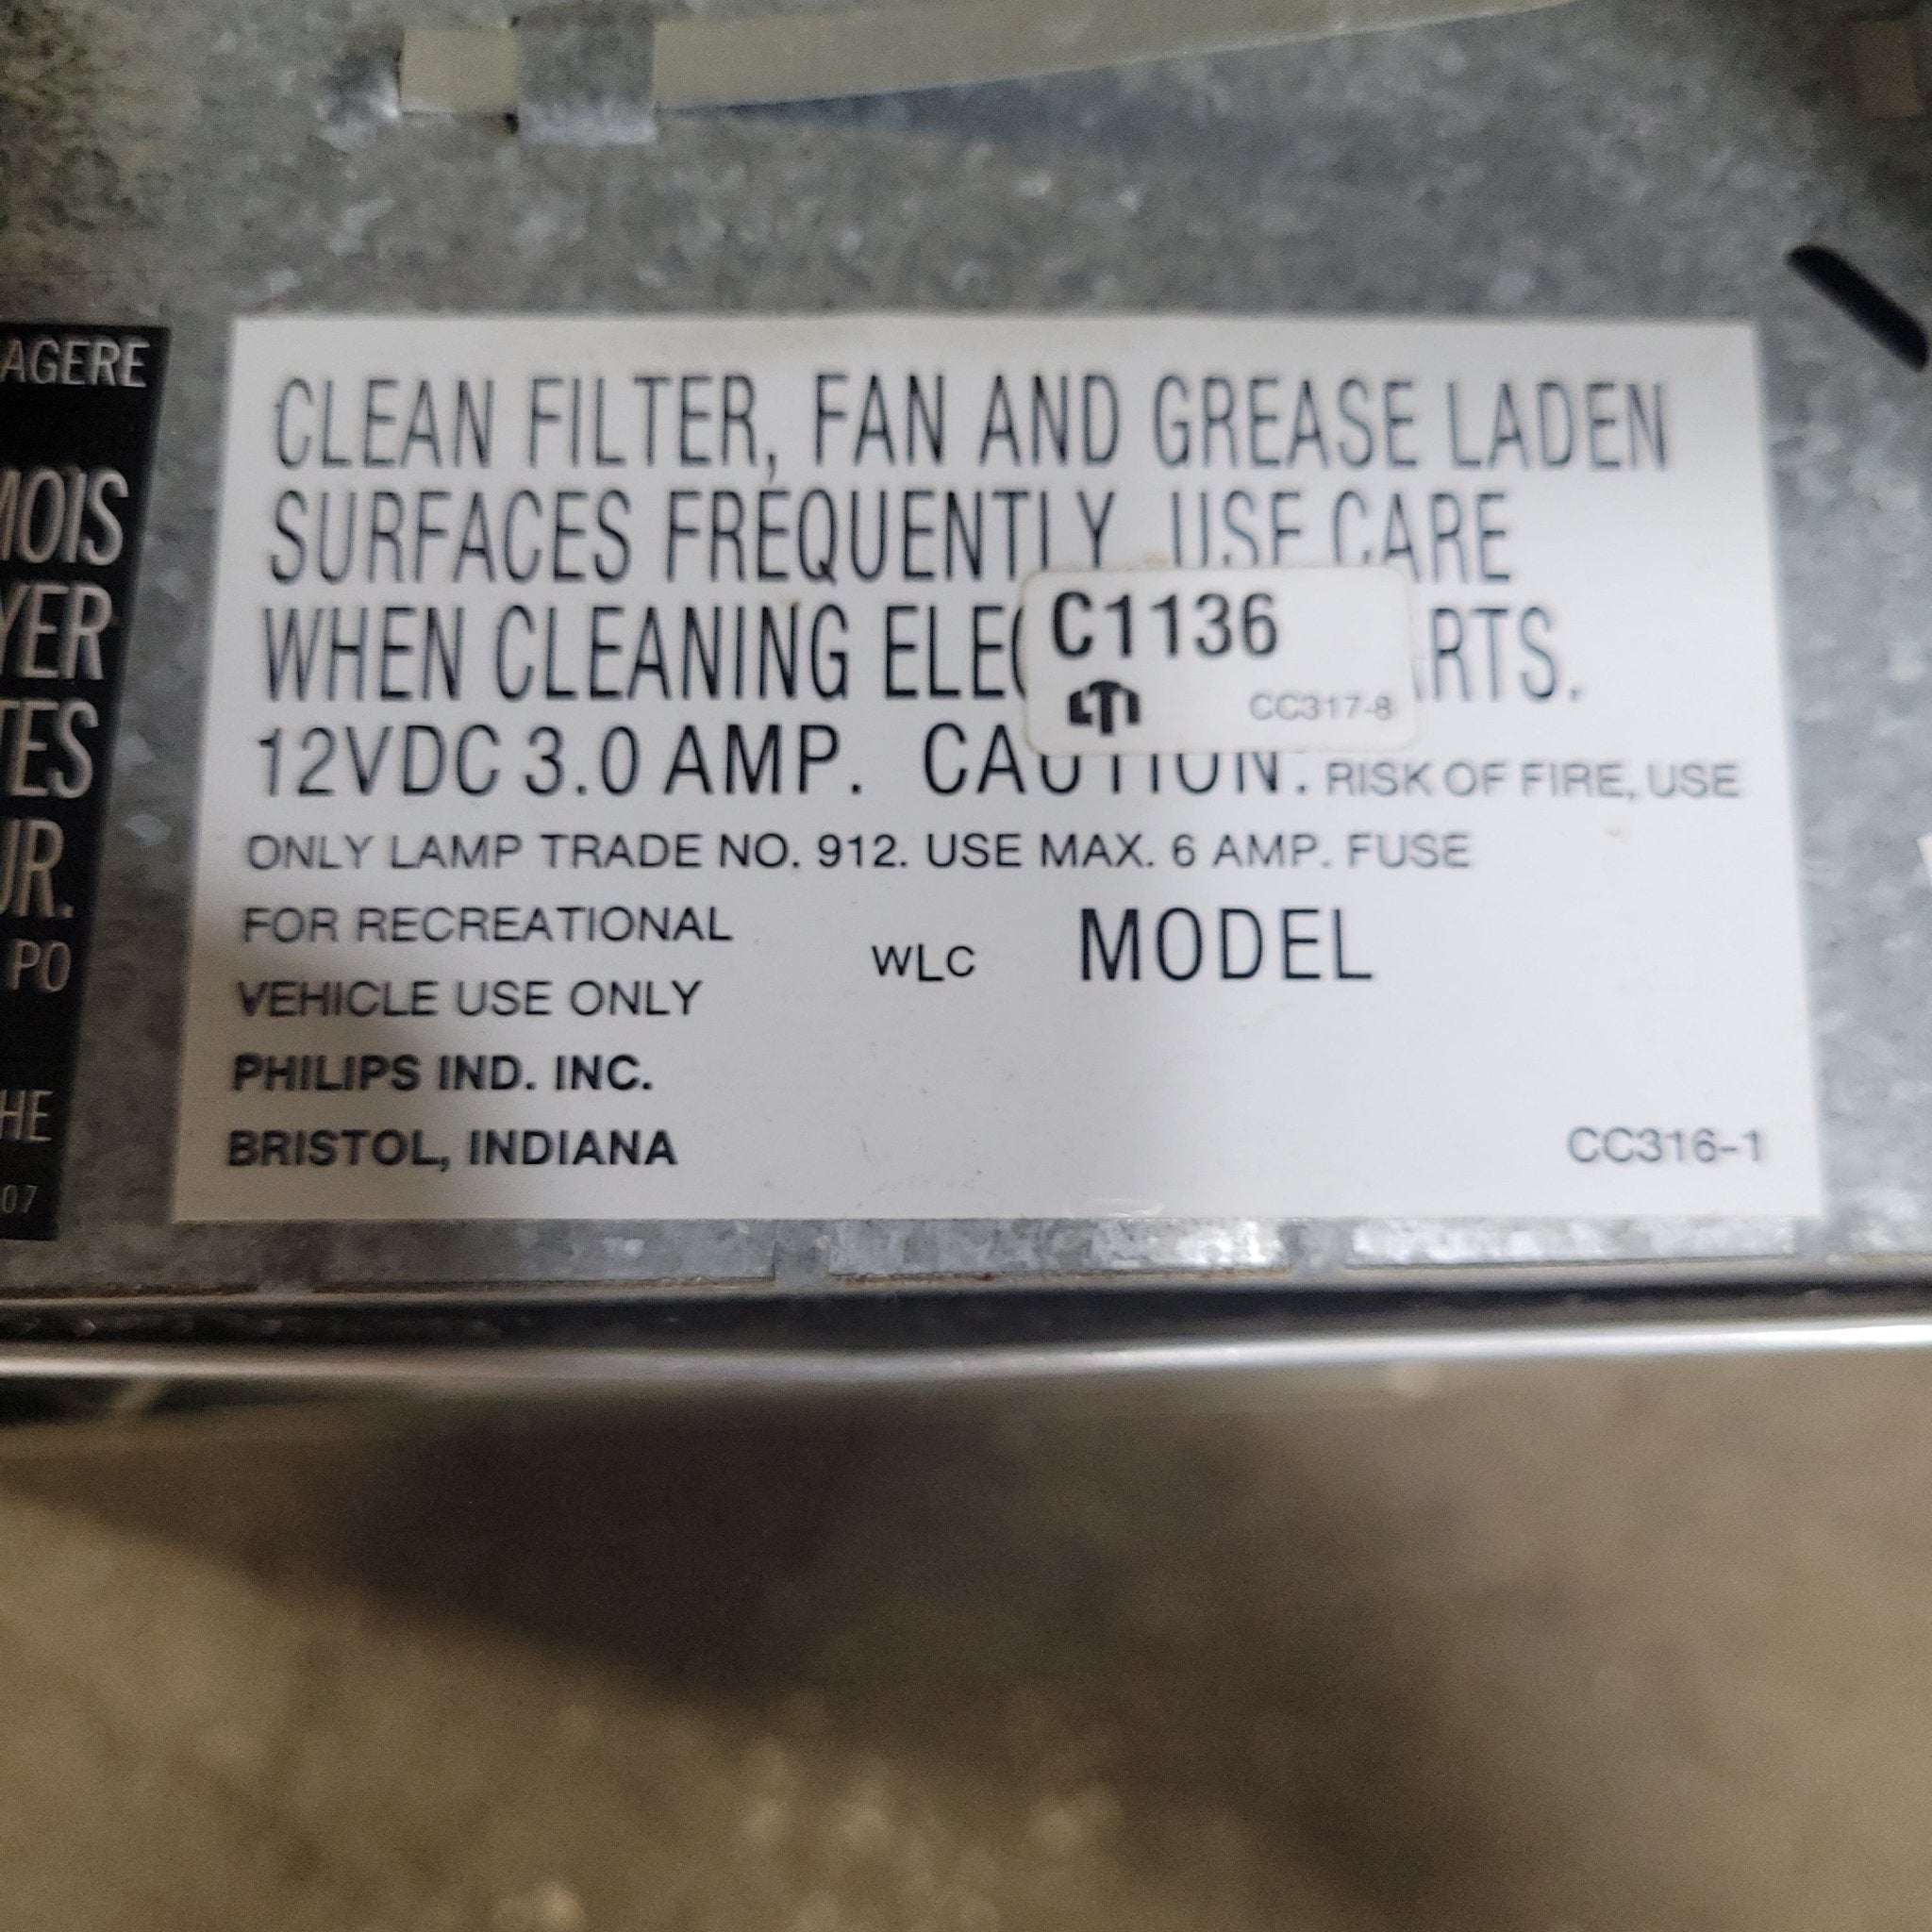 AGERE
MOIS
YER
TES
UR.
PO
HE
07
CLEAN FILTER, FAN AND GREASE LADEN
SURFACES FREQUENTLY USE CARE
WHEN CLEANING ELEC RTS.
C1136
CC317-8
12VDC 3.0 AMP. CAUTION. RISK OF FIRE, USE
ONLY LAMP TRADE NO. 912. USE MAX. 6 AMP. FUSE
FOR RECREATIONAL
VEHICLE USE ONLY
WLC MODEL
PHILIPS IND. INC.
BRISTOL, INDIANA
CC316-1